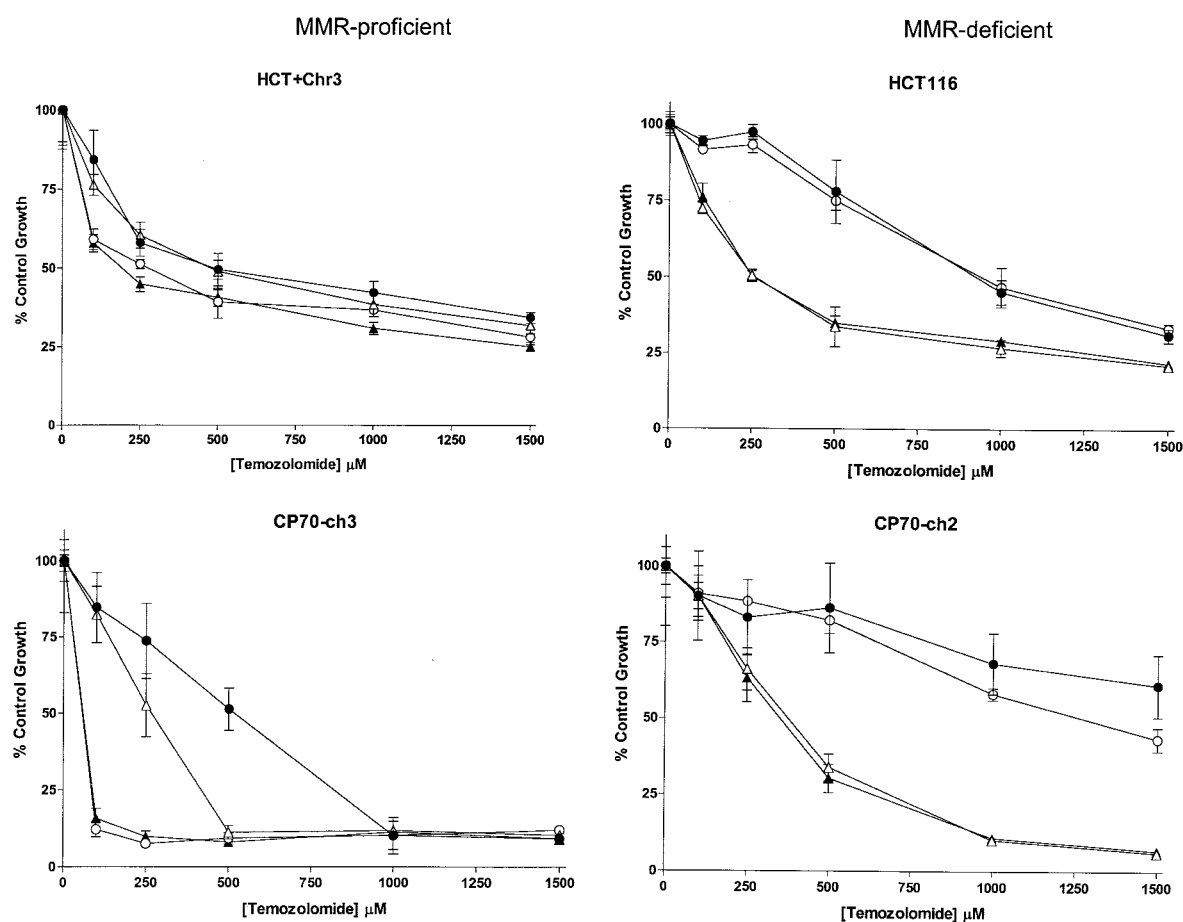 MMR-proficient
MMR-deficient
HCT+Chr3
% Control Growth
100
75
50
25
0
0 250 500 750 1000 1250 1500
[Temozolomide] μM
HCT116
% Control Growth
100
75
50
25
0
0 250 500 750 1000 1250 1500
[Temozolomide] μM
CP70-ch3
% Control Growth
100
75
50
25
0
0 250 500 750 1000 1250 1500
[Temozolomide] μM
CP70-ch2
% Control Growth
100
75
50
25
0
0 250 500 750 1000 1250 1500
[Temozolomide] μM